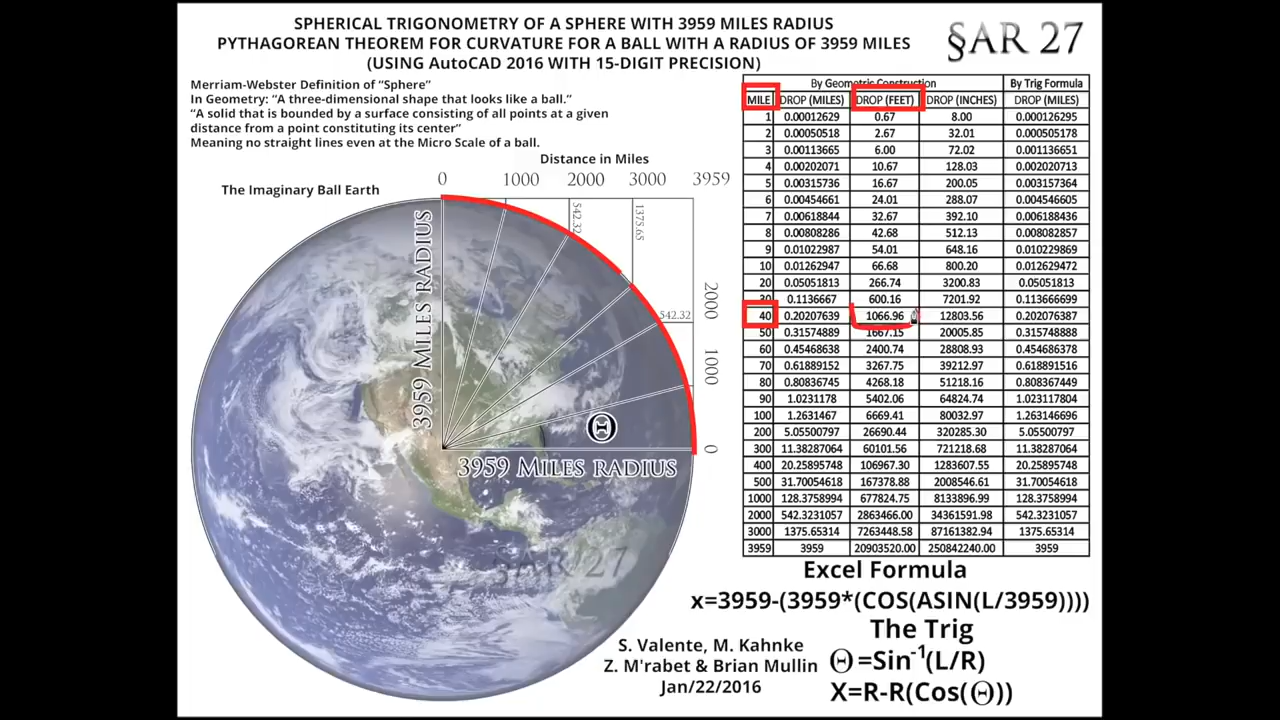 SPHERICAL TRIGONOMETRY OF A SPHERE WITH 3959 MILES RADIUS
PYTHAGOREAN THEOREM FOR CURVATURE FOR A BALL WITH A RADIUS OF 3959 MILES
(USING AutoCAD 2016 WITH 15-DIGIT PRECISION)
§AR 27
Merriam-Webster Definition of “Sphere”
In Geometry: “A three-dimensional shape that looks like a ball.”
“A solid that is bounded by a surface consisting of all points at a given
distance from a point constituting its center”
Meaning no straight lines even at the Micro Scale of a ball.
Distance in Miles
0 1000 2000 3000 3959
The Imaginary Ball Earth
542.32
1375.65
2000
542.32
1000
0
3959 MILES RADIUS
Θ
3959 MILES RADIUS
§AR 27
By Geometric Construction By Trig Formula
MILE DROP (MILES) DROP (FEET) DROP (INCHES) DROP (MILES)
1 0.00012629 0.67 8.00 0.000126295
2 0.00050518 2.67 32.01 0.000505178
3 0.00113665 6.00 72.02 0.001136651
4 0.00202071 10.67 128.03 0.002020713
5 0.00315736 16.67 200.05 0.003157364
6 0.00454661 24.01 288.07 0.004546605
7 0.00618844 32.67 392.10 0.006188436
8 0.00808286 42.68 512.13 0.008082857
9 0.01022987 54.01 648.16 0.010229869
10 0.01262947 66.68 800.20 0.012629472
20 0.05051813 266.74 3200.83 0.05051813
30 0.1136667 600.16 7201.92 0.113666699
40 0.20207639 1066.96 12803.56 0.202076387
50 0.31574889 1667.15 20005.85 0.315748888
60 0.45468638 2400.74 28808.93 0.454686378
70 0.61889152 3267.75 39212.97 0.618891516
80 0.80836745 4268.18 51218.16 0.808367449
90 1.0231178 5402.06 64824.74 1.023117804
100 1.2631467 6669.41 80032.97 1.263146696
200 5.05500797 26690.44 320285.30 5.05500797
300 11.38287064 60101.56 721218.68 11.38287064
400 20.25895748 106967.30 1283607.55 20.25895748
500 31.70054618 167378.88 2008546.61 31.70054618
1000 128.3758994 677824.75 8133896.99 128.3758994
2000 542.3231057 2863466.00 34361591.98 542.3231057
3000 1375.65314 7263448.58 87161382.94 1375.65314
3959 3959 20903520.00 250842240.00 3959
Excel Formula
x=3959-(3959*(COS(ASIN(L/3959))))
The Trig
Θ=Sin⁻¹(L/R)
X=R-R(Cos(Θ))
S. Valente, M. Kahnke
Z. M'rabet & Brian Mullin
Jan/22/2016